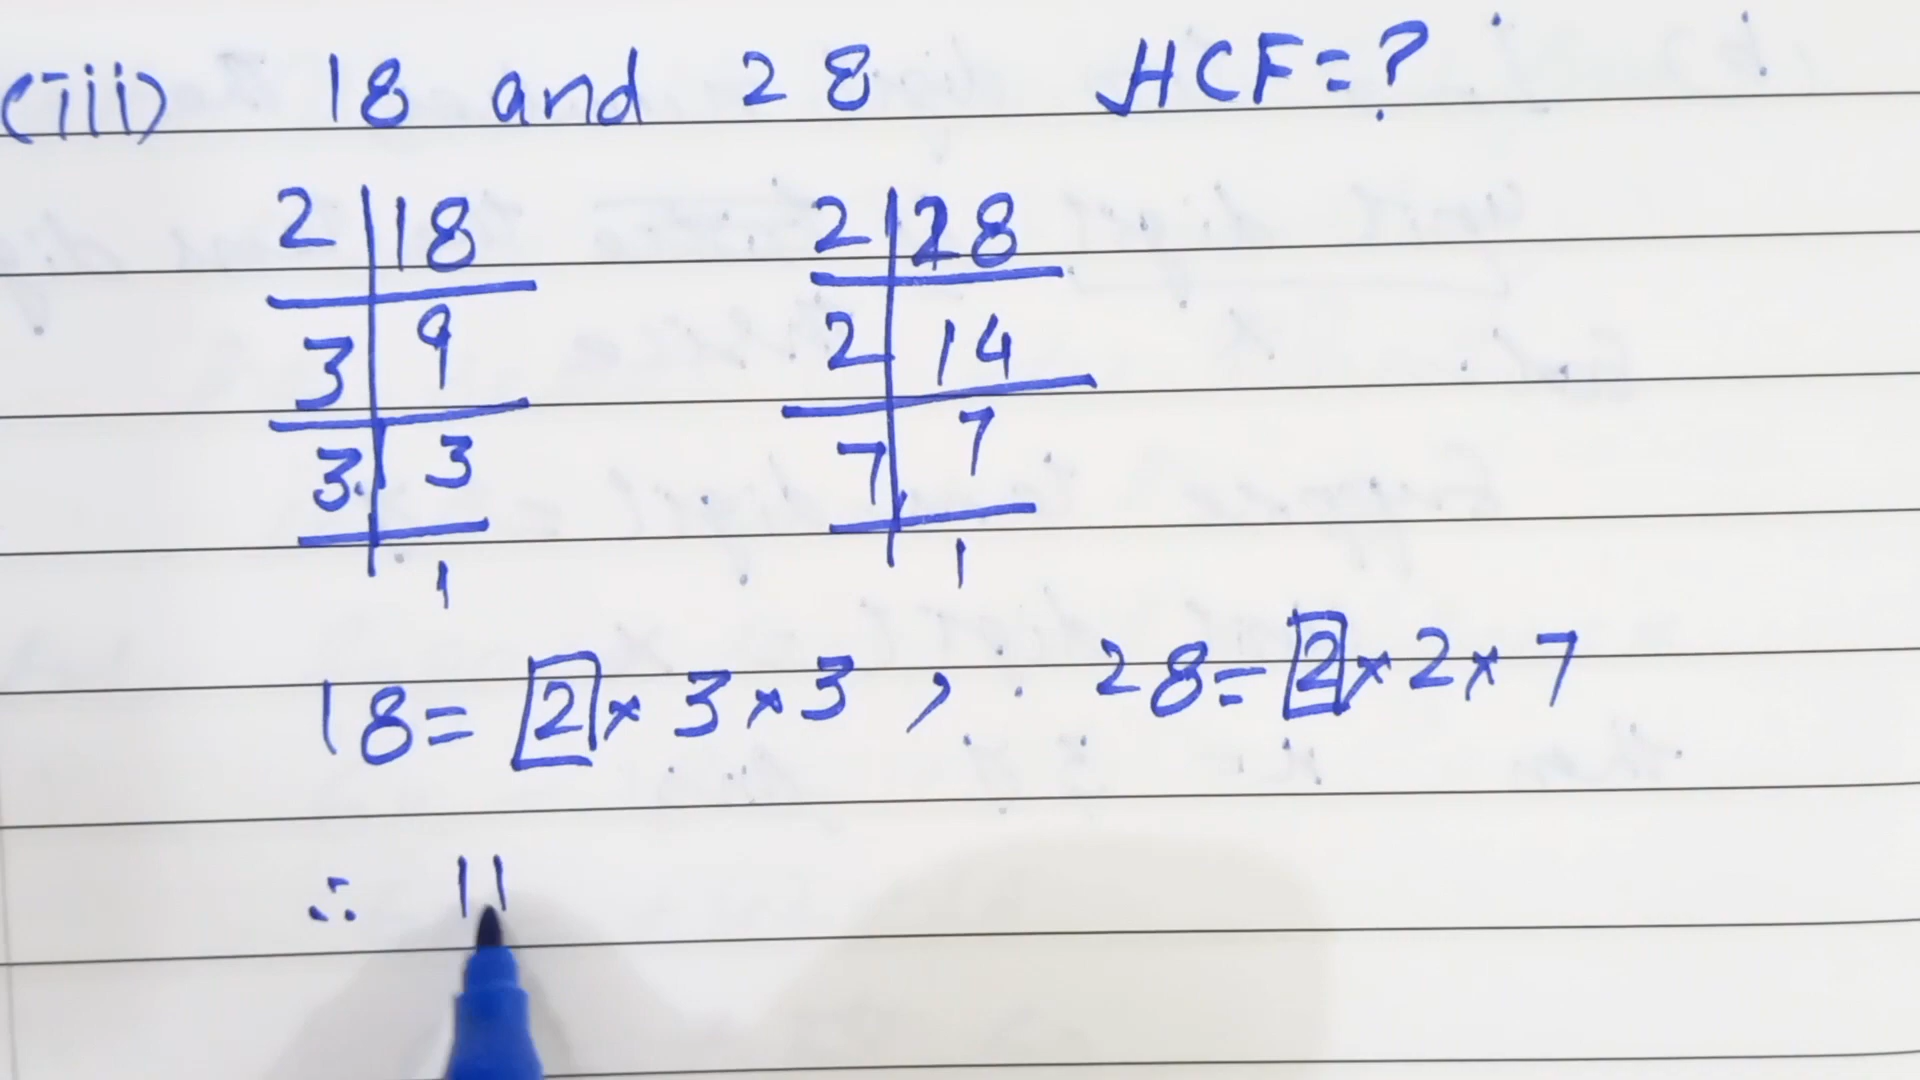 (iii) 18 and 28 HCF=?
2 18 2 28
3 9 2 14
3 3 7 7
1 1
18= 2 × 3 × 3 , 28= 2 × 2 × 7
∴